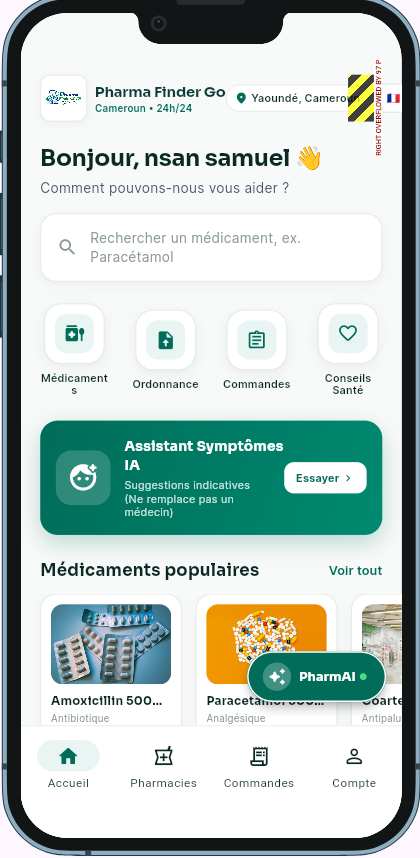 Pharma Finder Go
Cameroun • 24h/24
Yaoundé, Cameroun
RIGHT OVERFLOWED BY 97 P
Bonjour, nsan samuel 👋
Comment pouvons-nous vous aider ?
Rechercher un médicament, ex.
Paracétamol
Médicament
s
Ordonnance
Commandes
Conseils
Santé
Assistant Symptômes
IA
Suggestions indicatives
(Ne remplace pas un
médecin)
Essayer
Médicaments populaires
Voir tout
Amoxicillin 500...
Antibiotique
Paracetamol 500...
Analgésique
Coarte
Antipalu
PharmAI
Accueil
Pharmacies
Commandes
Compte